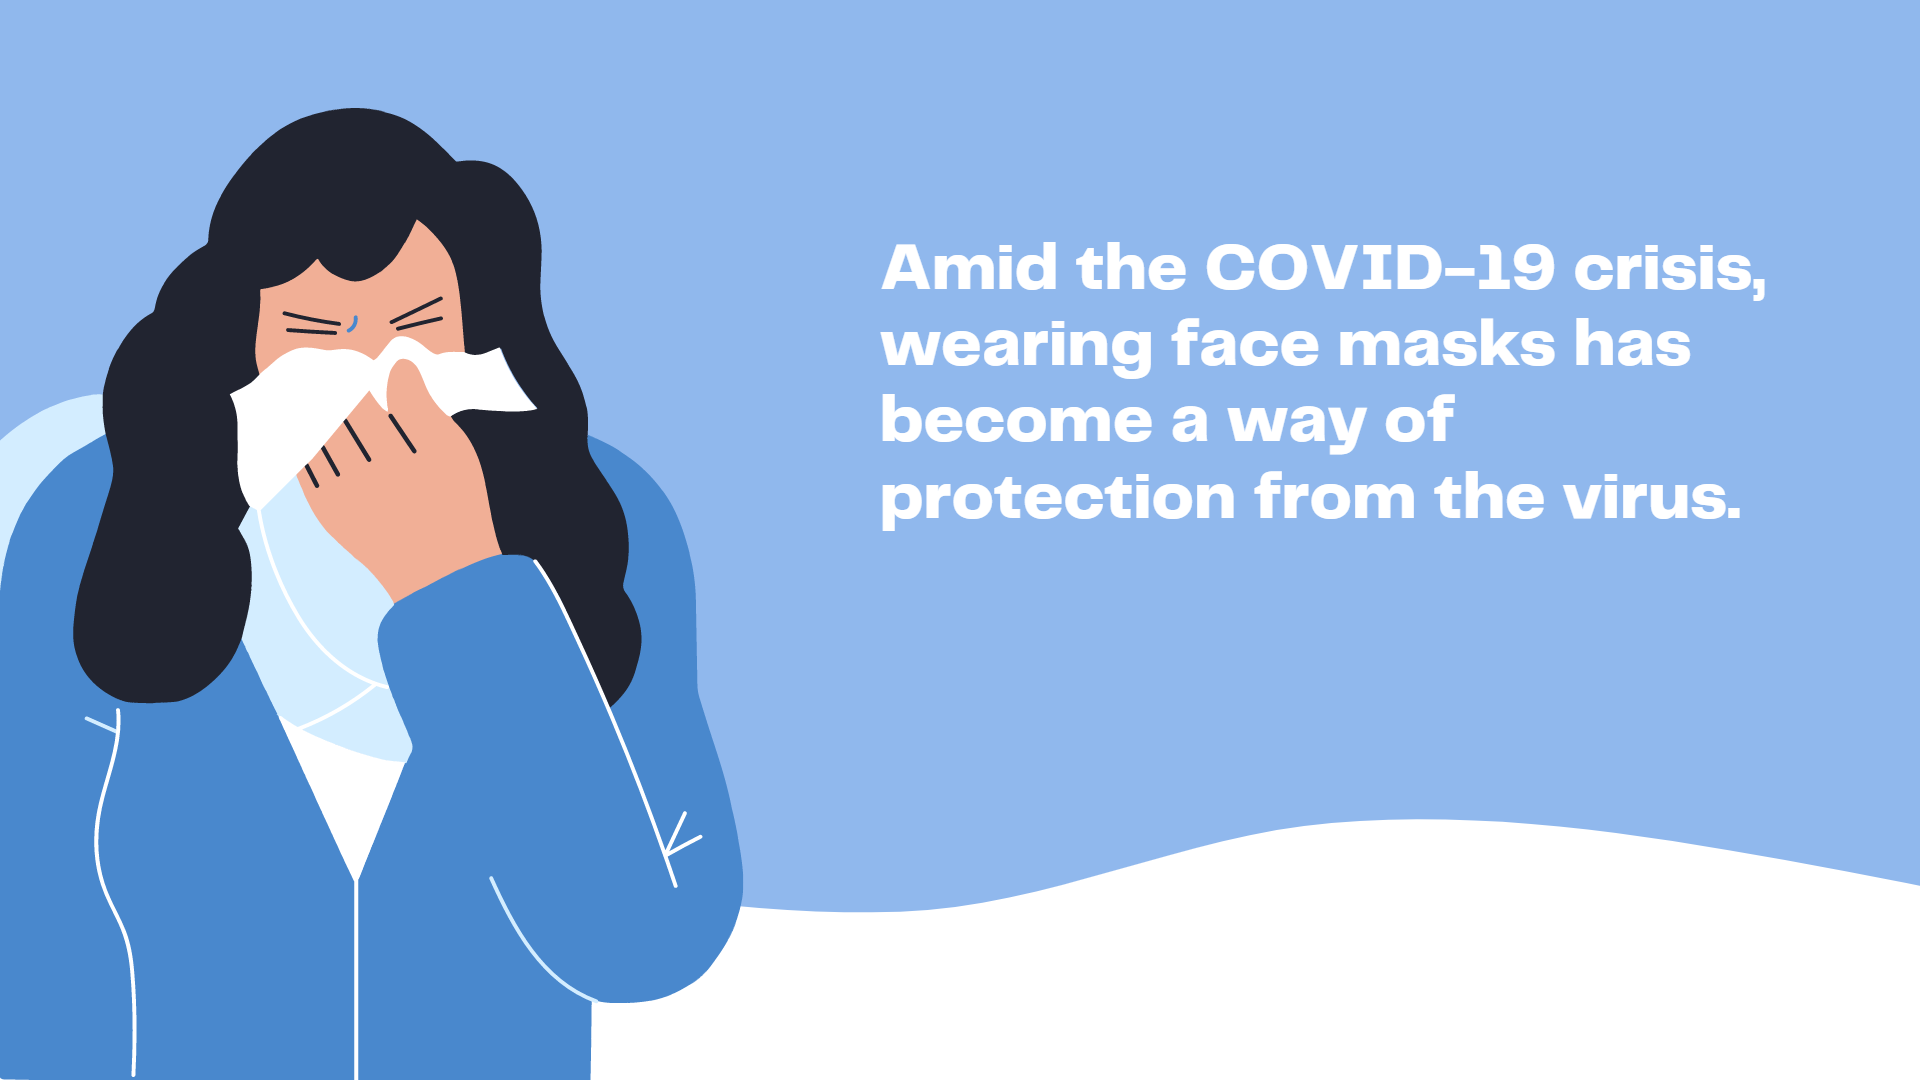 Amid the COVID-19 crisis,
wearing face masks has
become a way of
protection from the virus.